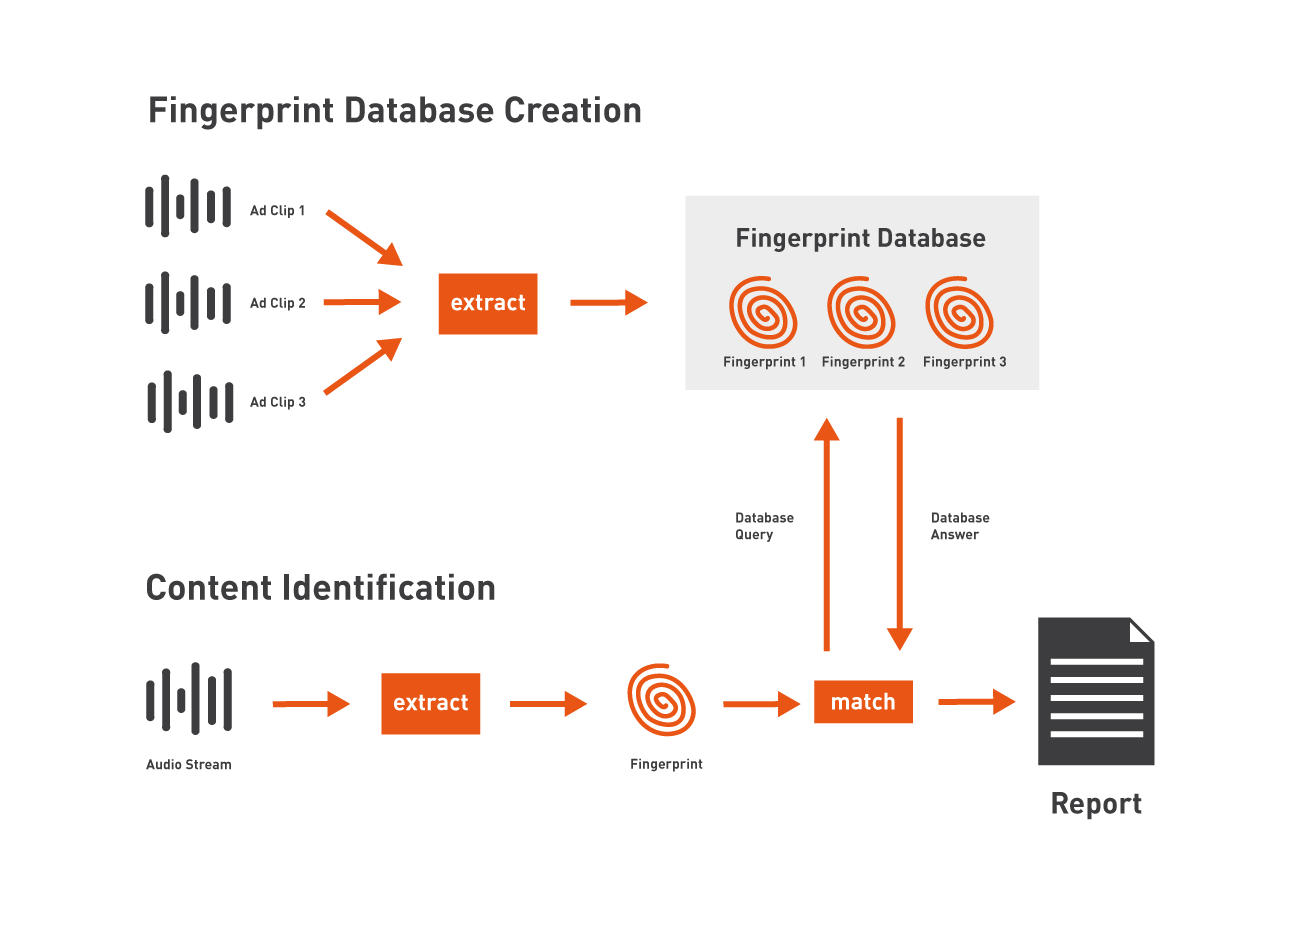 Fingerprint Database Creation
Ad Clip 1
Ad Clip 2
Ad Clip 3
extract
Fingerprint Database
Fingerprint 1
Fingerprint 2
Fingerprint 3
Database
Query
Database
Answer
Content Identification
Audio Stream
extract
Fingerprint
match
Report